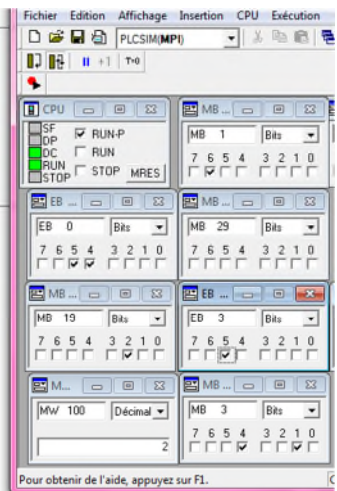 Fichier Edition Affichage Insertion CPU Exécution
PLCSIM(MPI)
+1 T=0
CPU
SF
DP
DC
RUN
STOP
RUN-P
RUN
STOP MRES
MB ...
MB 1 Bits
7 6 5 4 3 2 1 0
EB ...
EB 0 Bits
7 6 5 4 3 2 1 0
MB ...
MB 29 Bits
7 6 5 4 3 2 1 0
MB ...
MB 19 Bits
7 6 5 4 3 2 1 0
EB ...
EB 3 Bits
7 6 5 4 3 2 1 0
M...
MW 100 Décimal
2
MB ...
MB 3 Bits
7 6 5 4 3 2 1 0
Pour obtenir de l'aide, appuyez sur F1.